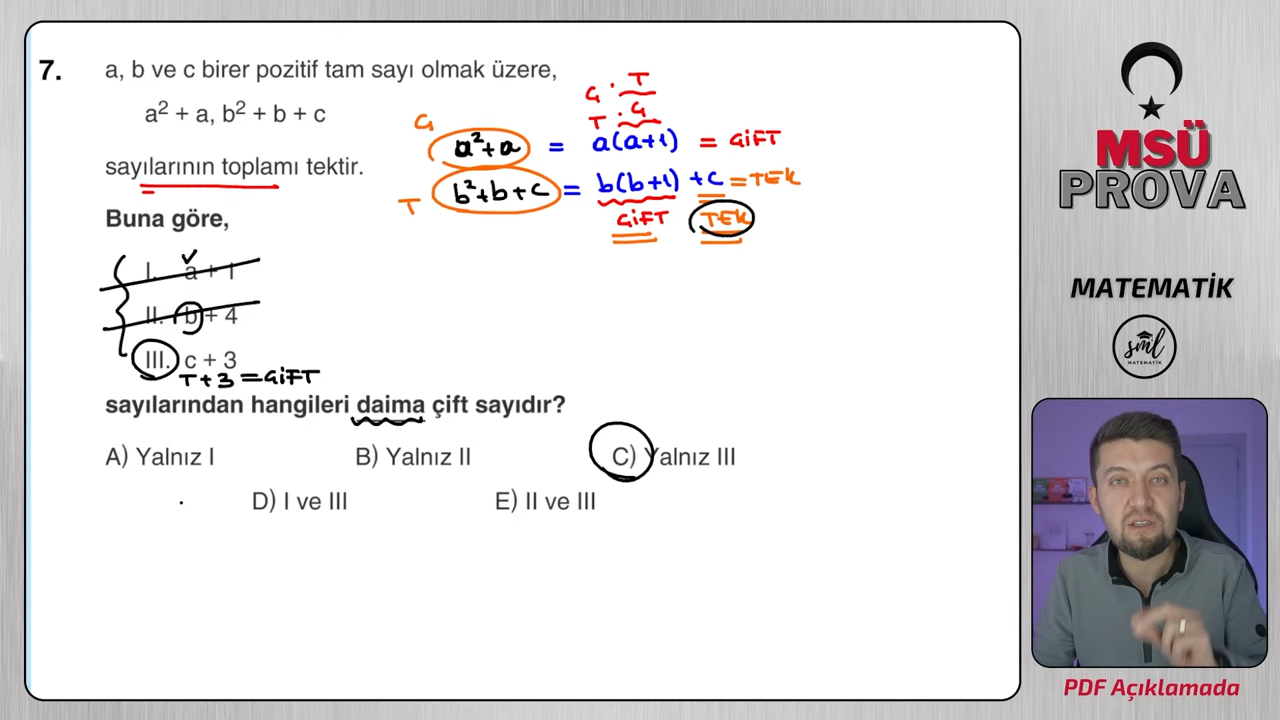 7. a, b ve c birer pozitif tam sayı olmak üzere,
a² + a, b² + b + c
sayılarının toplamı tektir.
Buna göre,
I. a + 1
II. b + 4
III. c + 3
T + 3 = ÇİFT
sayılarından hangileri daima çift sayıdır?
A) Yalnız I B) Yalnız II C) Yalnız III
D) I ve III E) II ve III
Ç · T
T · Ç
Ç a²+a = a(a+1) = ÇİFT
T b²+b+c = b(b+1) + c = TEK
ÇİFT TEK
MSÜ
PROVA
MATEMATİK
sml
MATEMATİK
PDF Açıklamada